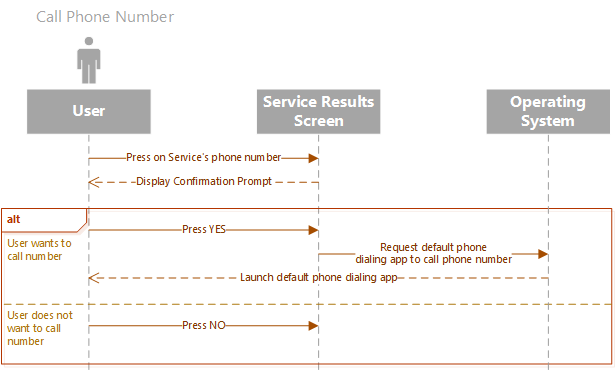 Call Phone Number
User
Service Results
Screen
Operating
System
Press on Service's phone number
Display Confirmation Prompt
alt
User wants to
call number
Press YES
Request default phone
dialing app to call phone number
Launch default phone dialing app
User does not
want to call
number
Press NO